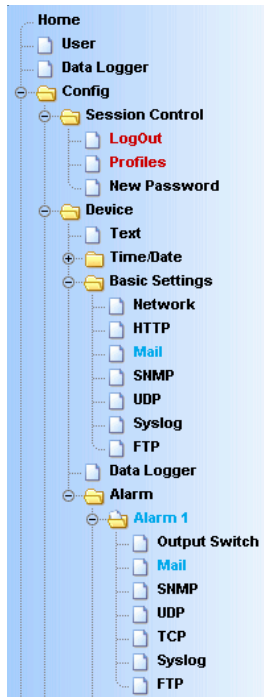 Home
User
Data Logger
Config
Session Control
LogOut
Profiles
New Password
Device
Text
Time/Date
Basic Settings
Network
HTTP
Mail
SNMP
UDP
Syslog
FTP
Data Logger
Alarm
Alarm 1
Output Switch
Mail
SNMP
UDP
TCP
Syslog
FTP